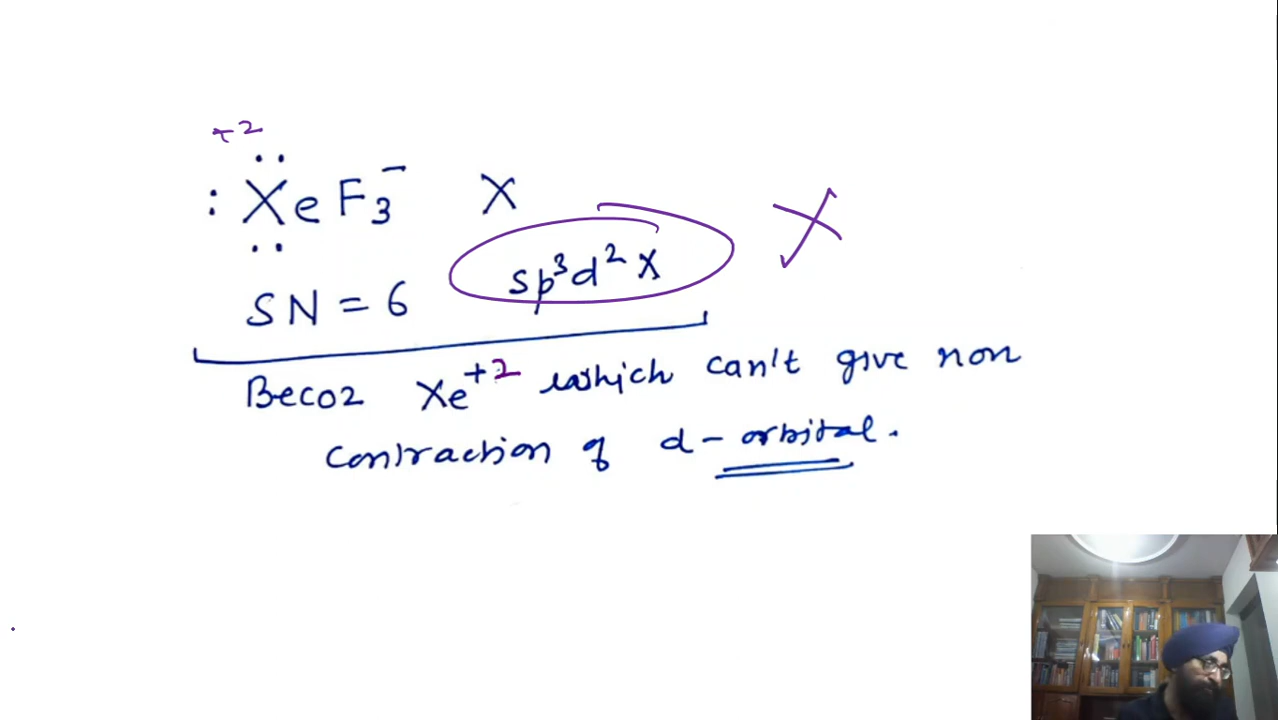 +2
:XeF3⁻ X
SN = 6 sp³d² X X
Becoz Xe⁺² which can't give non
contraction of d-orbital.